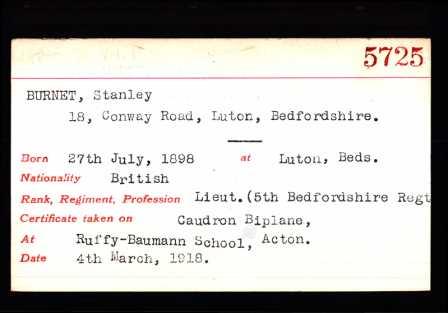 5725
BURNET, Stanley
18, Conway Road, Luton, Bedfordshire.
Born 27th July, 1898 at Luton, Beds.
Nationality British
Rank, Regiment, Profession Lieut.(5th Bedfordshire Regt
Certificate taken on Caudron Biplane,
At Ruffy-Baumann School, Acton.
Date 4th March, 1918.